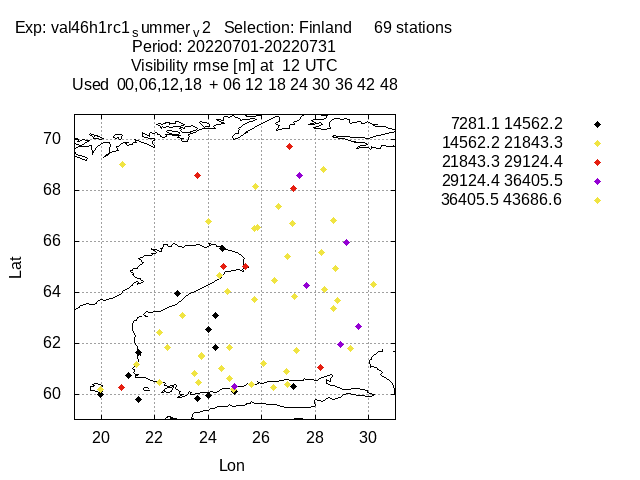 Exp: val46h1rc1summerv2 Selection: Finland 69 stations
Period: 20220701-20220731
Visibility rmse [m] at 12 UTC
Used 00,06,12,18 + 06 12 18 24 30 36 42 48
7281.1 14562.2
14562.2 21843.3
21843.3 29124.4
29124.4 36405.5
36405.5 43686.6
70
68
66
64
62
60
Lat
20 22 24 26 28 30
Lon